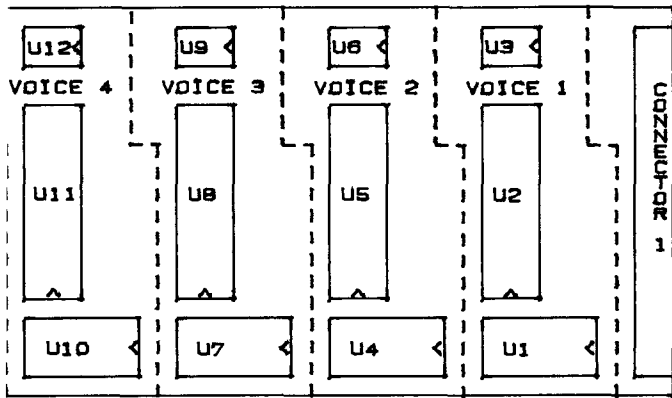 U12 U9 U6 U3
VOICE 4 VOICE 3 VOICE 2 VOICE 1
U11 U8 U5 U2
CONNECTOR 1
U10 U7 U4 U1